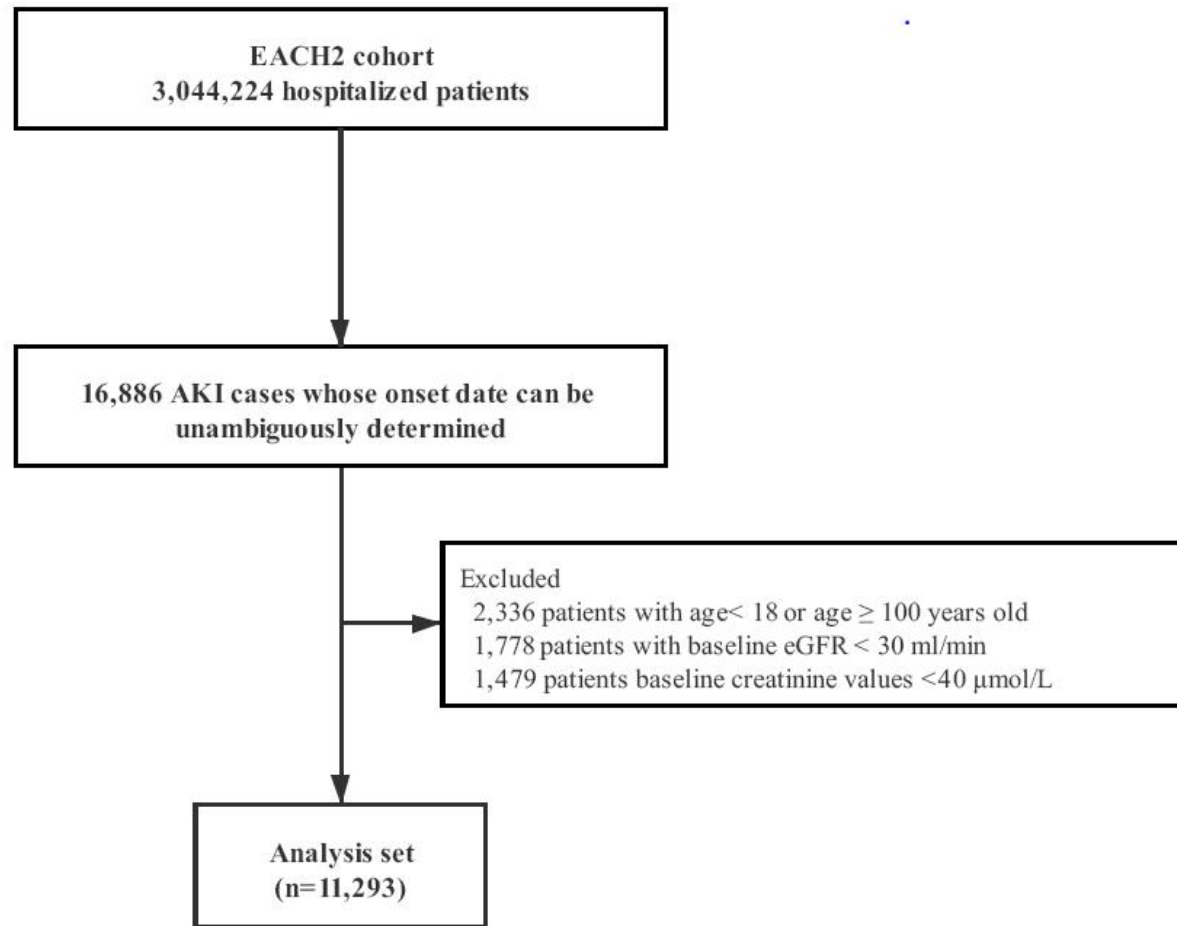 EACH2 cohort
3,044,224 hospitalized patients
16,886 AKI cases whose onset date can be
unambiguously determined
Excluded
2,336 patients with age< 18 or age ≥ 100 years old
1,778 patients with baseline eGFR < 30 ml/min
1,479 patients baseline creatinine values <40 μmol/L
Analysis set
(n=11,293)